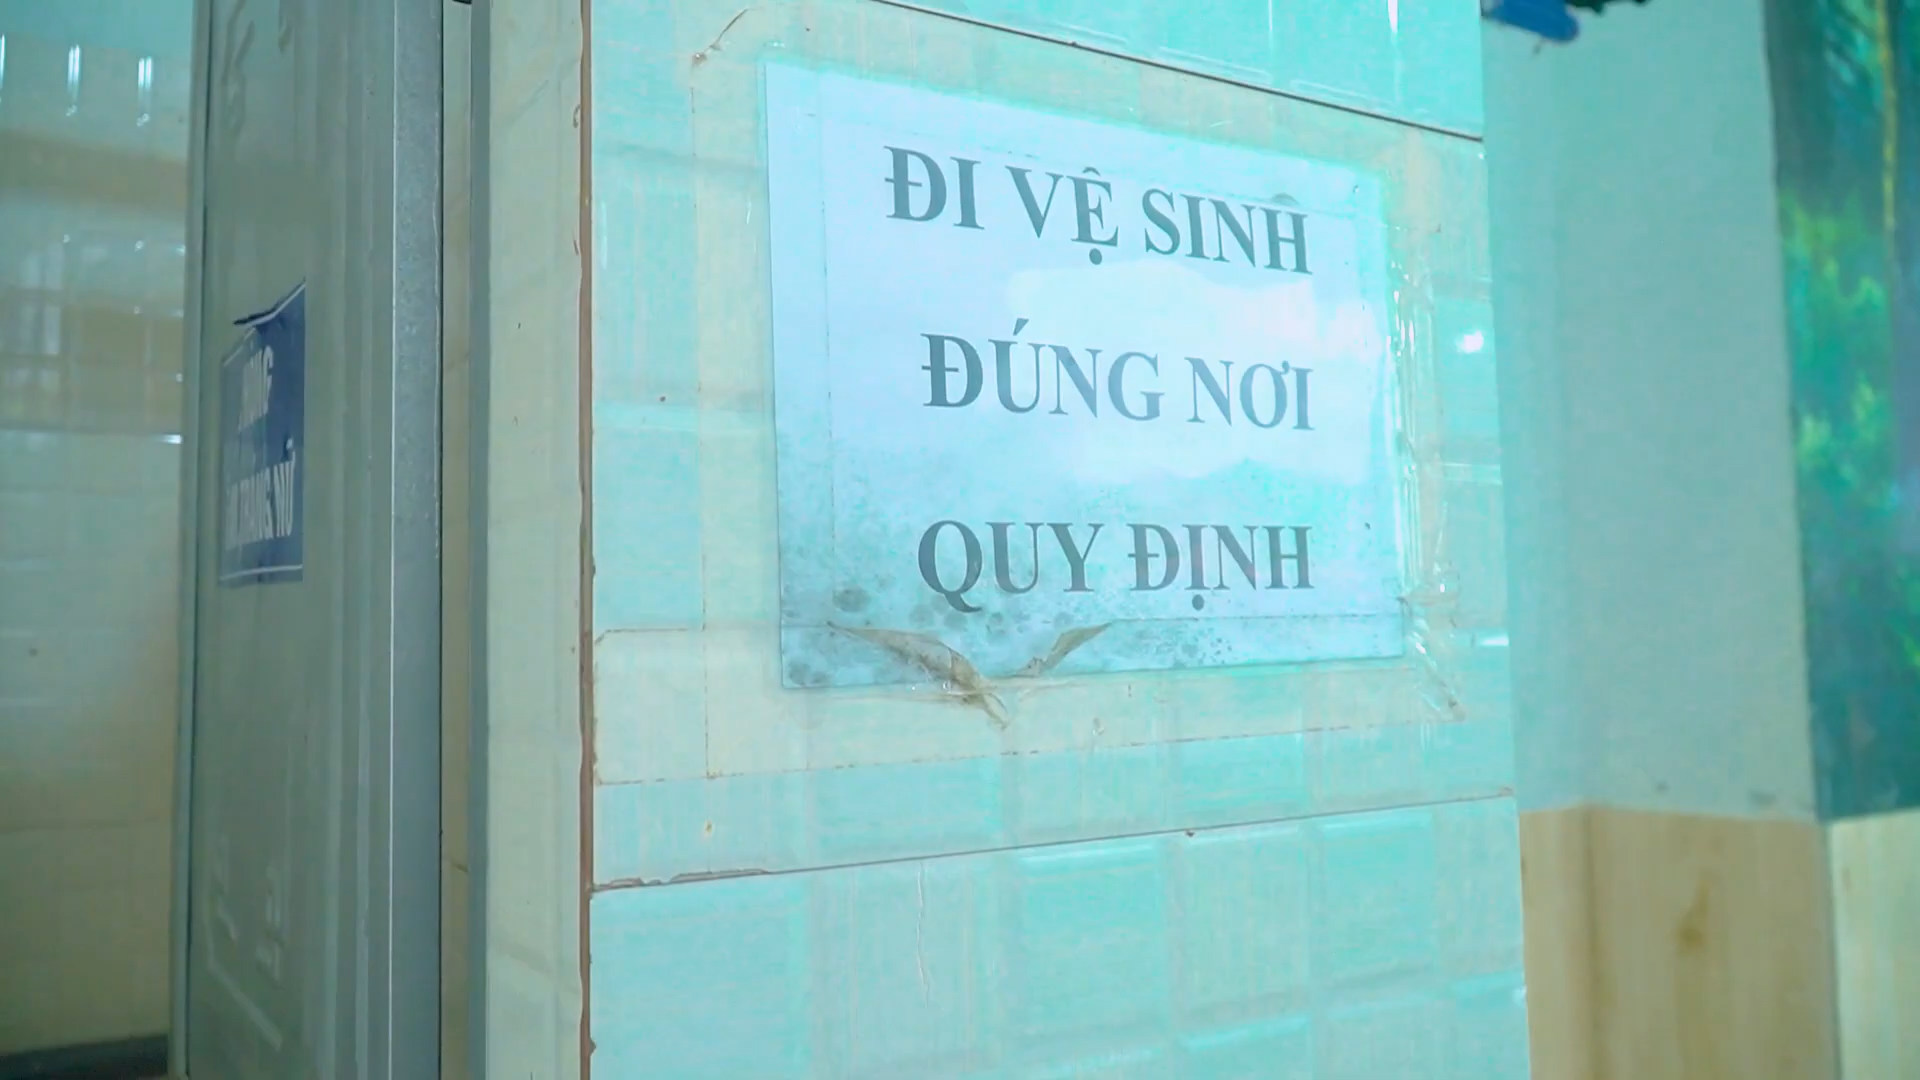 ĐI VỆ SINH
ĐÚNG NƠI
QUY ĐỊNH